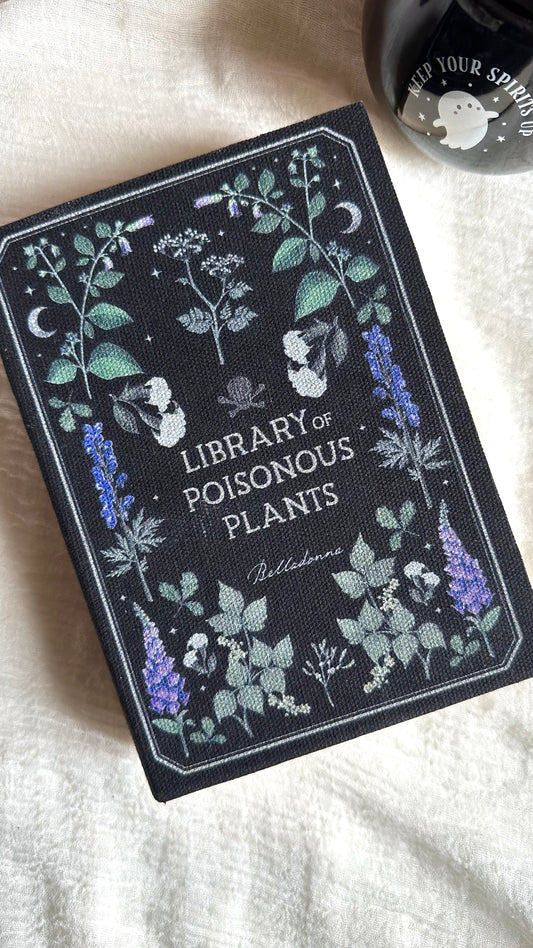 KEEP YOUR SPIRITS UP
LIBRARY OF
POISONOUS
PLANTS
Belladonna